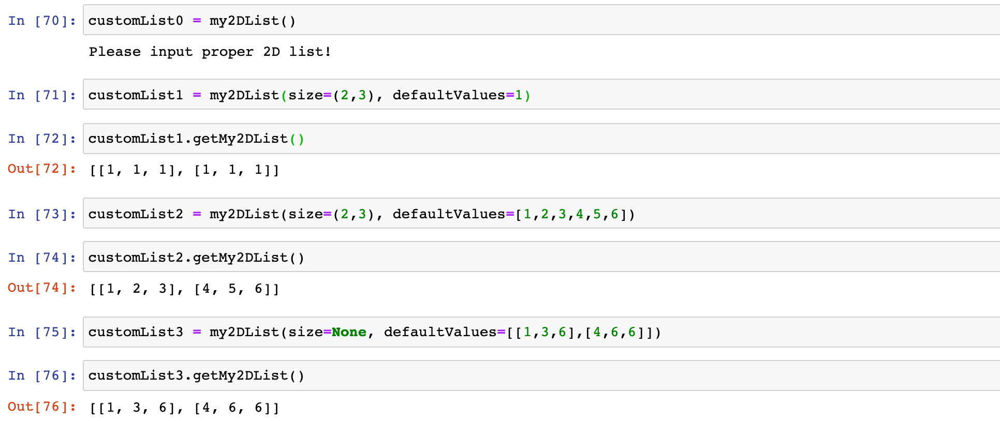 In [70]: customList0 = my2DList()
Please input proper 2D list!
In [71]: customList1 = my2DList(size=(2,3), defaultValues=1)
In [72]: customList1.getMy2DList()
Out[72]: [[1, 1, 1], [1, 1, 1]]
In [73]: customList2 = my2DList(size=(2,3), defaultValues=[1,2,3,4,5,6])
In [74]: customList2.getMy2DList()
Out[74]: [[1, 2, 3], [4, 5, 6]]
In [75]: customList3 = my2DList(size=None, defaultValues=[[1,3,6],[4,6,6]])
In [76]: customList3.getMy2DList()
Out[76]: [[1, 3, 6], [4, 6, 6]]